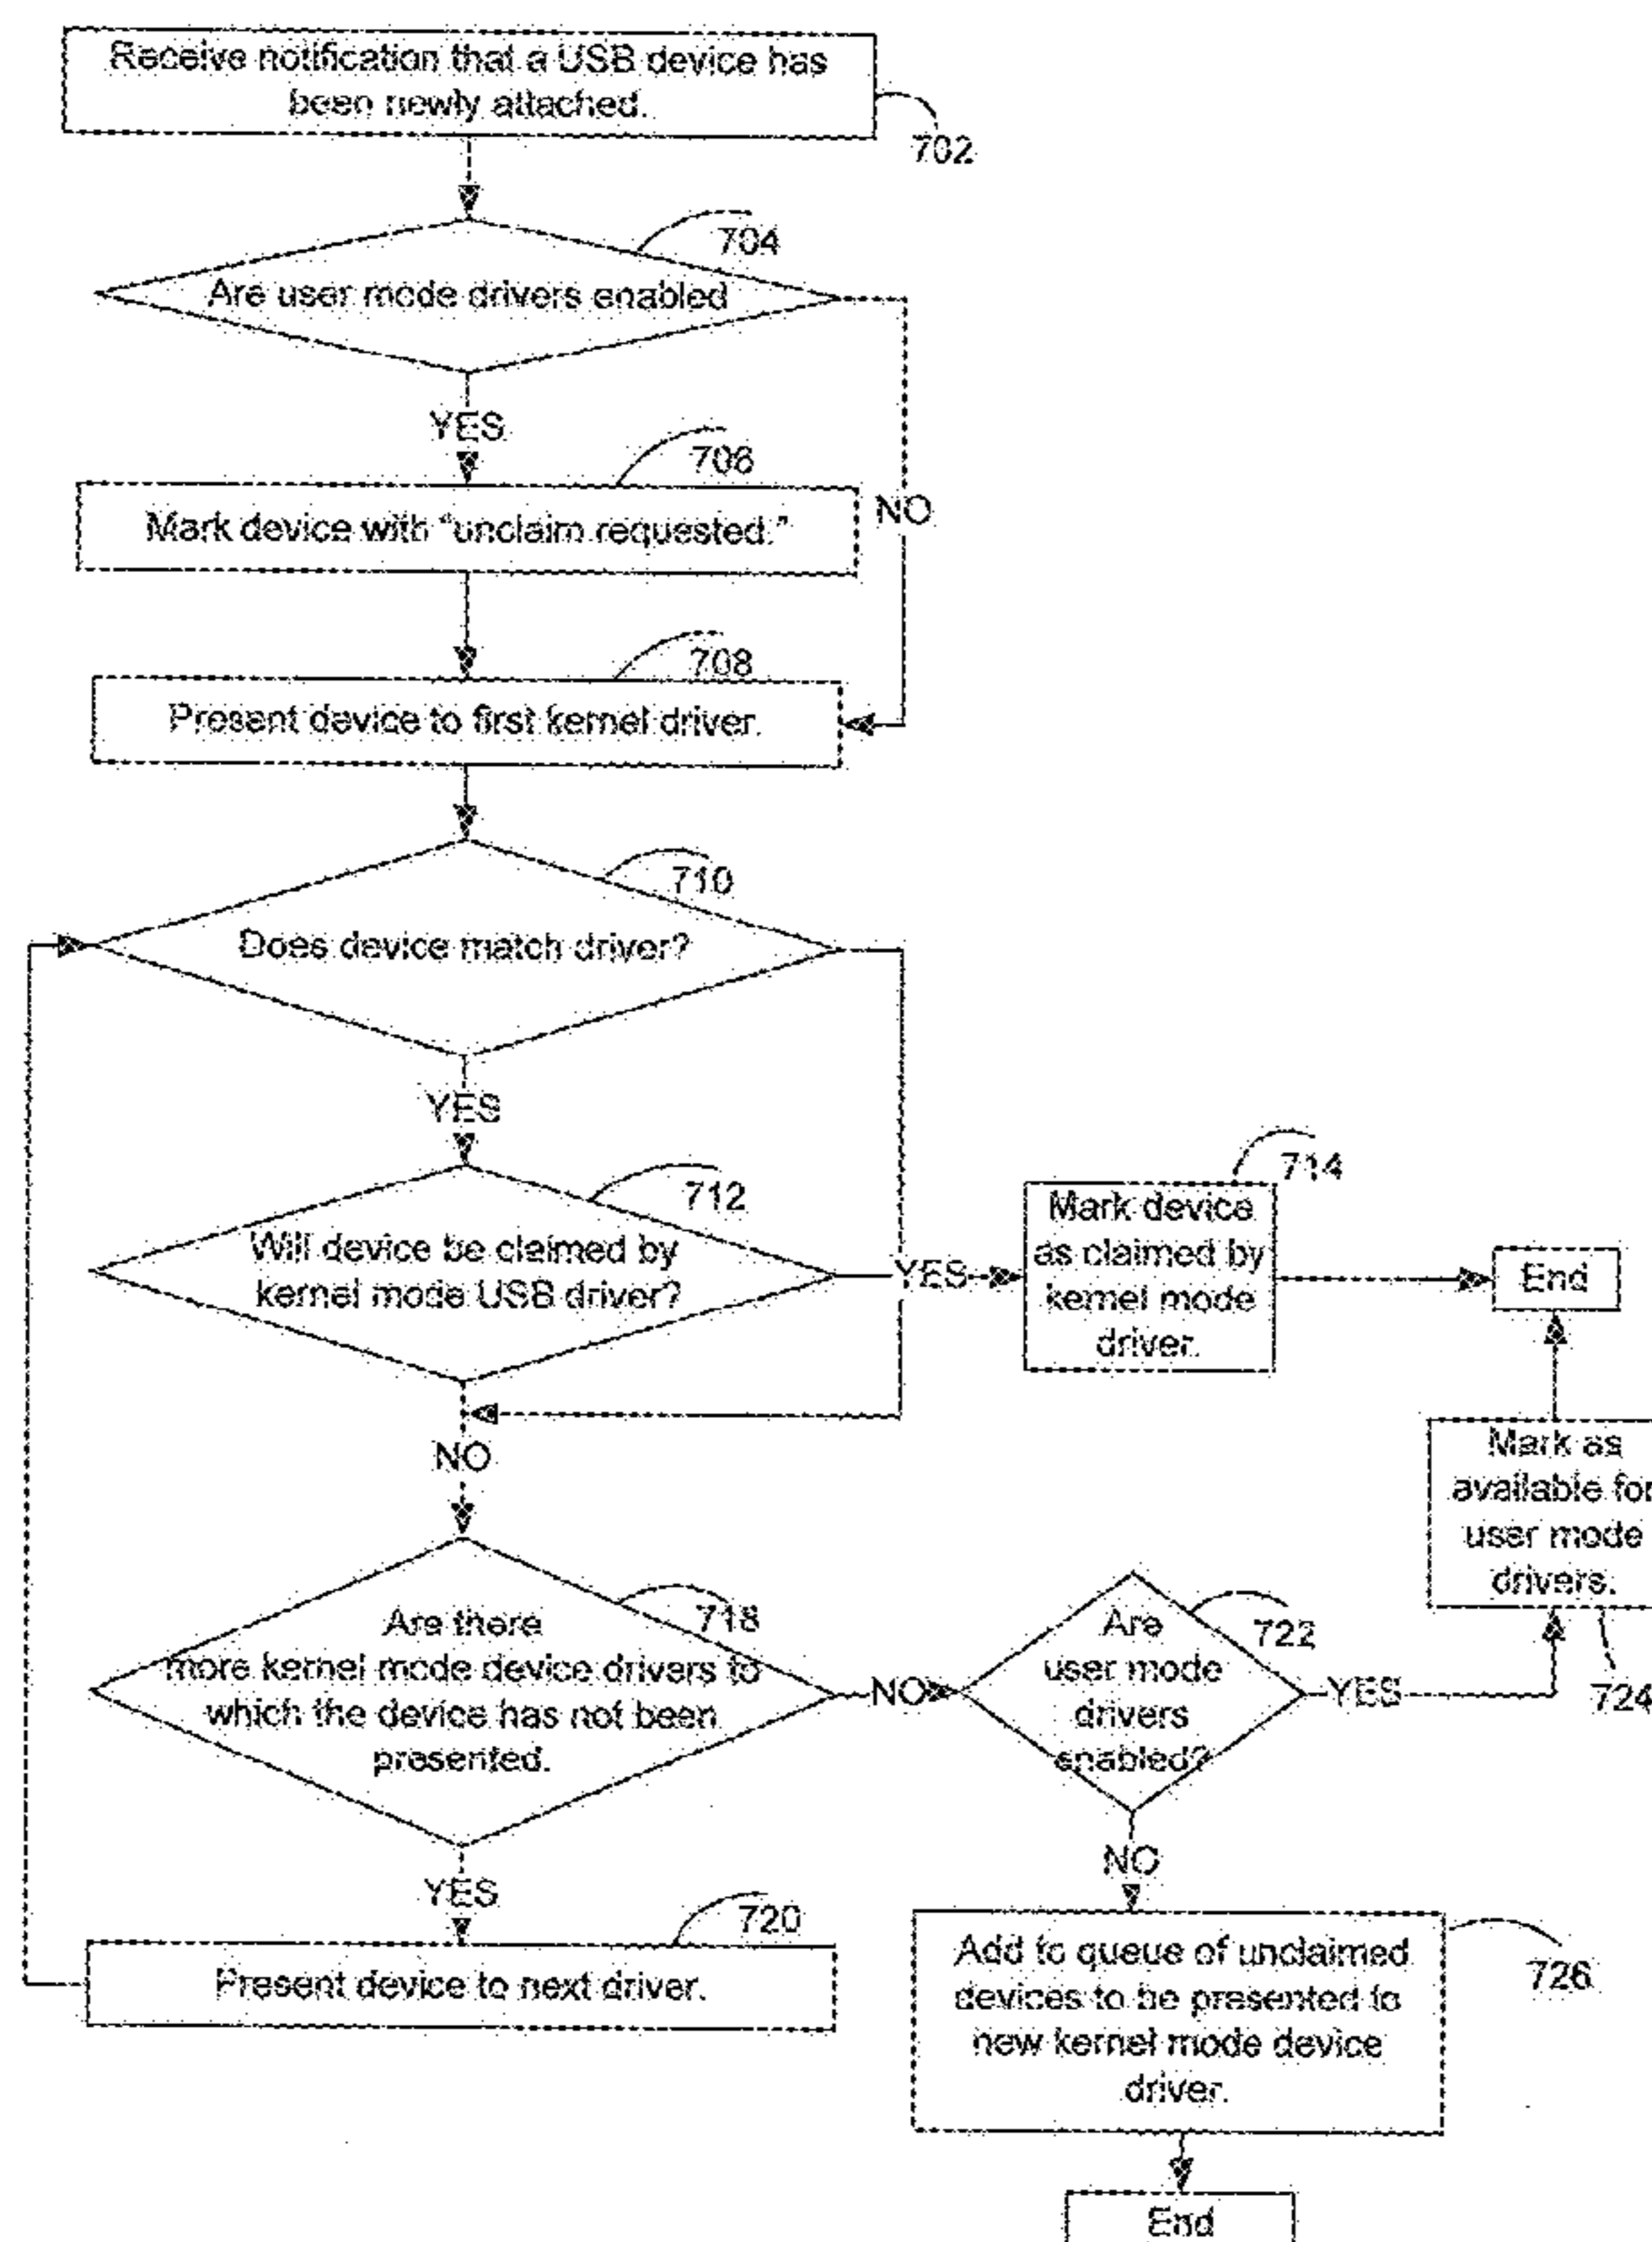 Receive notification that a USB device has
been newly attached.
702
704
Are user mode drivers enabled
YES
706
NO
Mark device with "unclaim requested."
708
Present device to first kernel driver.
710
Does device match driver?
YES
712
Will device be claimed by
kernel mode USB driver?
YES
714
Mark device
as claimed by
kernel mode
driver.
End
NO
Mark as
available for
user mode
drivers.
724
718
Are there
more kernel mode device drivers to
which the device has not been
presented.
NO
722
Are
user mode
drivers
enabled?
YES
YES
720
Present device to next driver.
NO
726
Add to queue of unclaimed
devices to be presented to
new kernel mode device
driver.
End